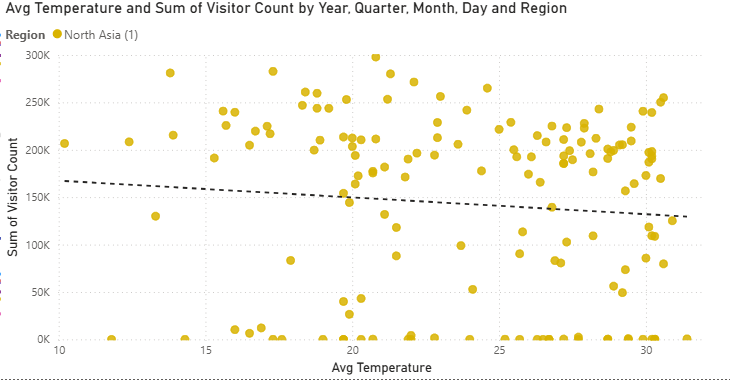 Avg Temperature and Sum of Visitor Count by Year, Quarter, Month, Day and Region
Region North Asia (1)
300K
250K
200K
150K
100K
50K
0K
Sum of Visitor Count
10 15 20 25 30
Avg Temperature